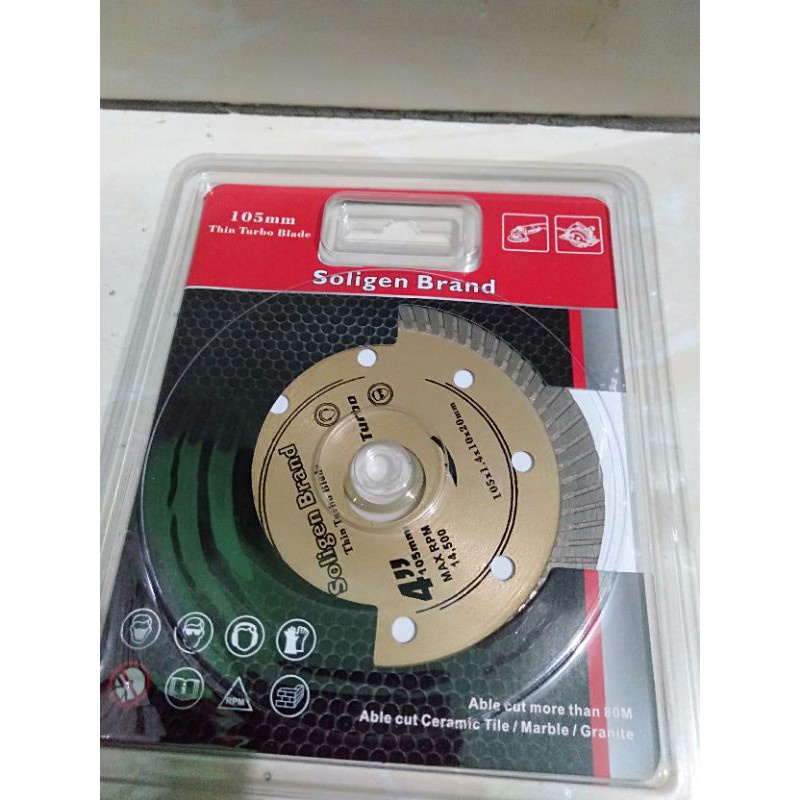 105mm
Thin Turbo Blade
Soligen Brand
Soligen Brand
Thin Turbo Blade
Turbo
105x1.4x10x20mm
4"
105mm
MAX RPM
14,500
RPM
Able cut more than 80M
Able cut Ceramic Tile / Marble / Granite